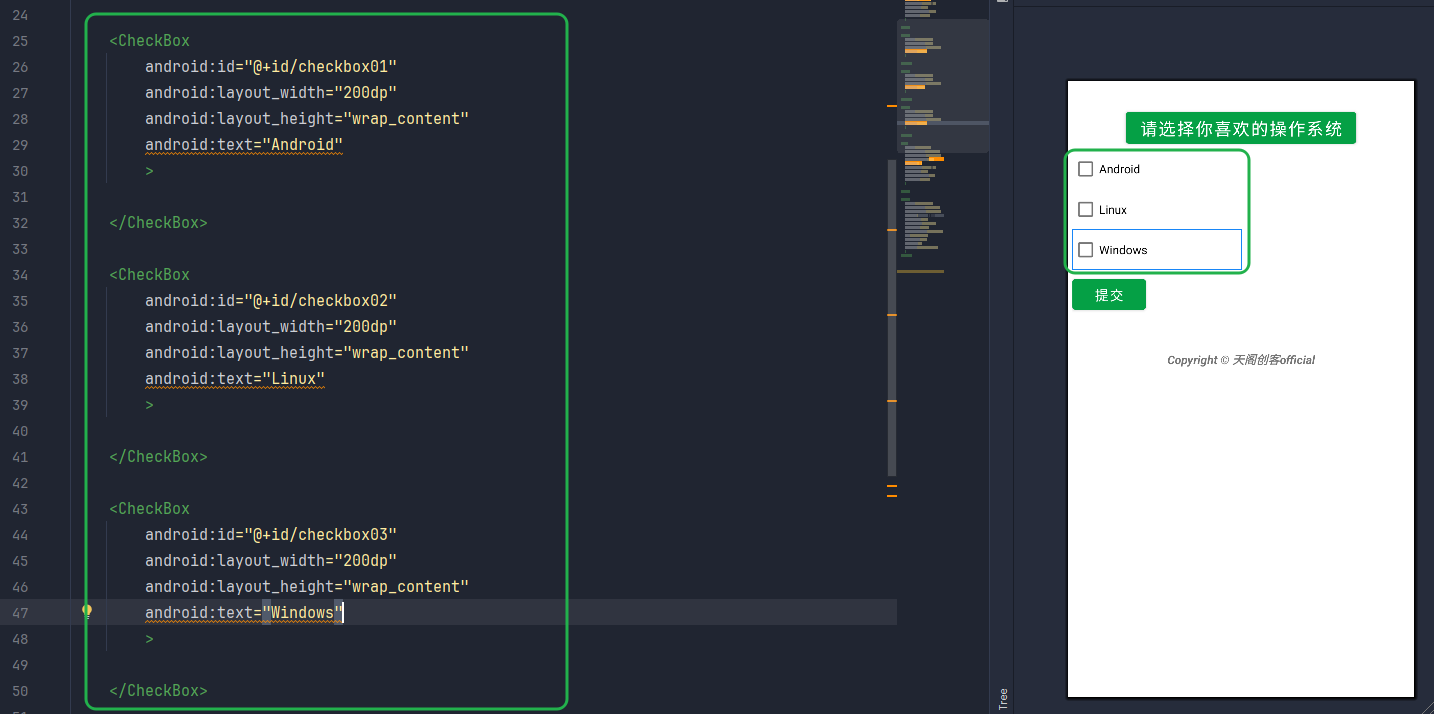 24
25 <CheckBox
26 android:id="@+id/checkbox01"
27 android:layout_width="200dp"
28 android:layout_height="wrap_content"
29 android:text="Android"
30 >
31
32 </CheckBox>
33
34 <CheckBox
35 android:id="@+id/checkbox02"
36 android:layout_width="200dp"
37 android:layout_height="wrap_content"
38 android:text="Linux"
39 >
40
41 </CheckBox>
42
43 <CheckBox
44 android:id="@+id/checkbox03"
45 android:layout_width="200dp"
46 android:layout_height="wrap_content"
47 android:text="Windows"
48 >
49
50 </CheckBox>
Tree
请选择你喜欢的操作系统
Android
Linux
Windows
提交
Copyright © 天阁创客official